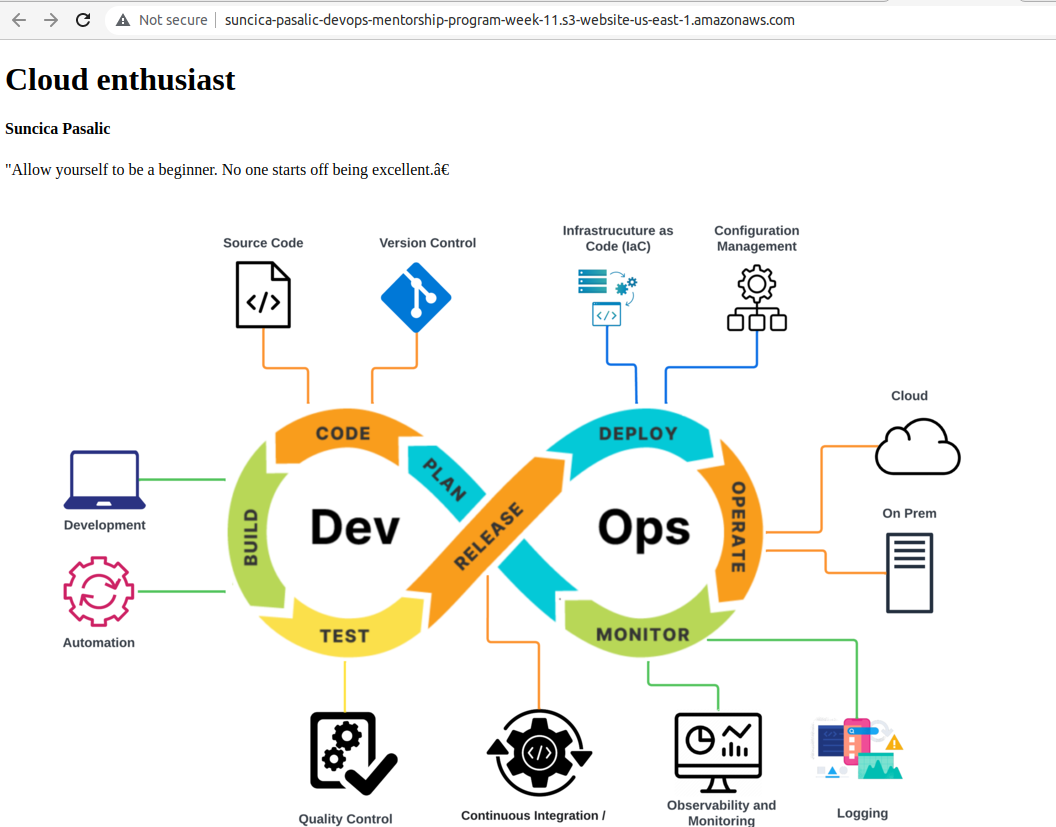 Not secure suncica-pasalic-devops-mentorship-program-week-11.s3-website-us-east-1.amazonaws.com
Cloud enthusiast
Suncica Pasalic
"Allow yourself to be a beginner. No one starts off being excellent.â€
Source Code
Version Control
Infrastrucuture as
Code (IaC)
Configuration
Management
Cloud
On Prem
Development
Automation
CODE
PLAN
BUILD
Dev
TEST
RELEASE
DEPLOY
OPERATE
Ops
MONITOR
Quality Control
Continuous Integration /
Observability and
Monitoring
Logging